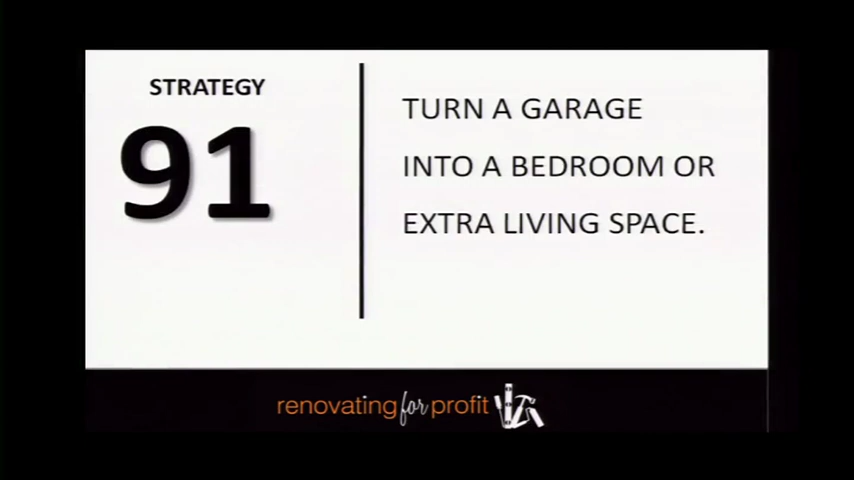 STRATEGY
91
TURN A GARAGE
INTO A BEDROOM OR
EXTRA LIVING SPACE.
renovating for profit